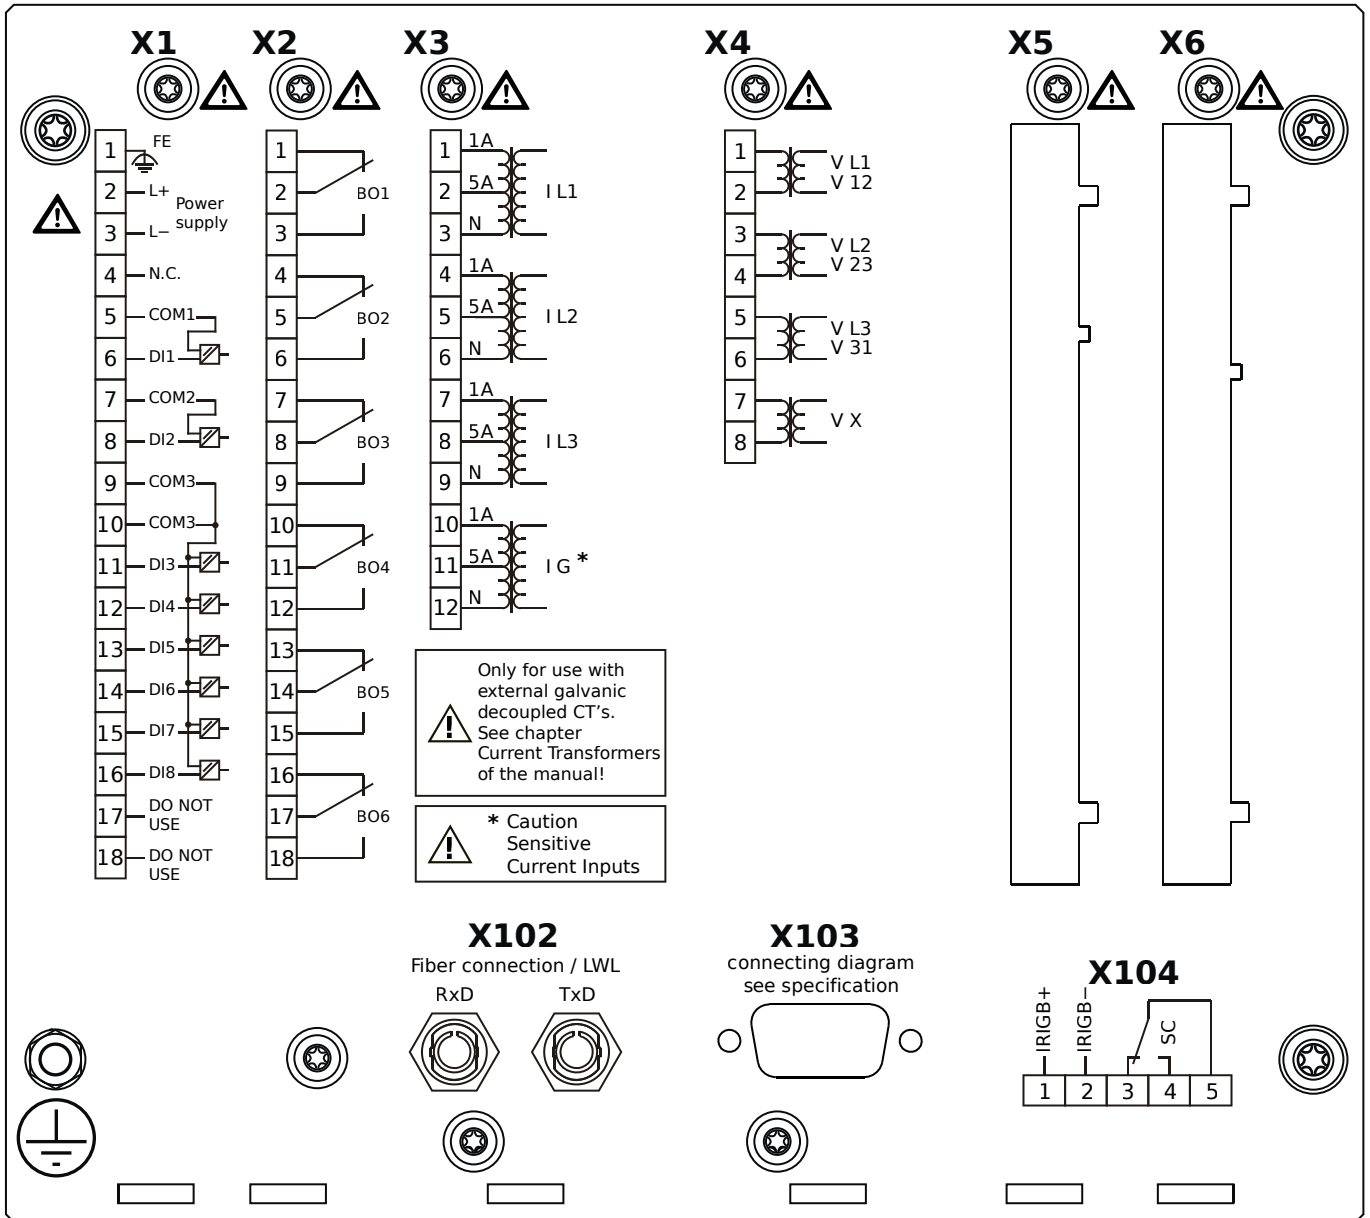 X1
X2
X3
X4
X5
X6
1
FE
2
L+
Power
supply
3
L−
4
N.C.
5
COM1
6
DI1
7
COM2
8
DI2
9
COM3
10
COM3
11
DI3
12
DI4
13
DI5
14
DI6
15
DI7
16
DI8
17
DO NOT
USE
18
DO NOT
USE
1
2
BO1
3
4
5
BO2
6
7
8
BO3
9
10
11
BO4
12
13
14
BO5
15
16
17
BO6
18
1
1A
2
5A
I L1
3
N
4
1A
5
5A
I L2
6
N
7
1A
8
5A
I L3
9
N
10
1A
11
5A
I G *
12
N
Only for use with
external galvanic
decoupled CT's.
See chapter
Current Transformers
of the manual!
* Caution
Sensitive
Current Inputs
1
V L1
2
V 12
3
V L2
V 23
4
5
V L3
V 31
6
7
V X
8
X102
Fiber connection / LWL
RxD
TxD
X103
connecting diagram
see specification
X104
IRIGB+
IRIGB−
SC
1
2
3
4
5